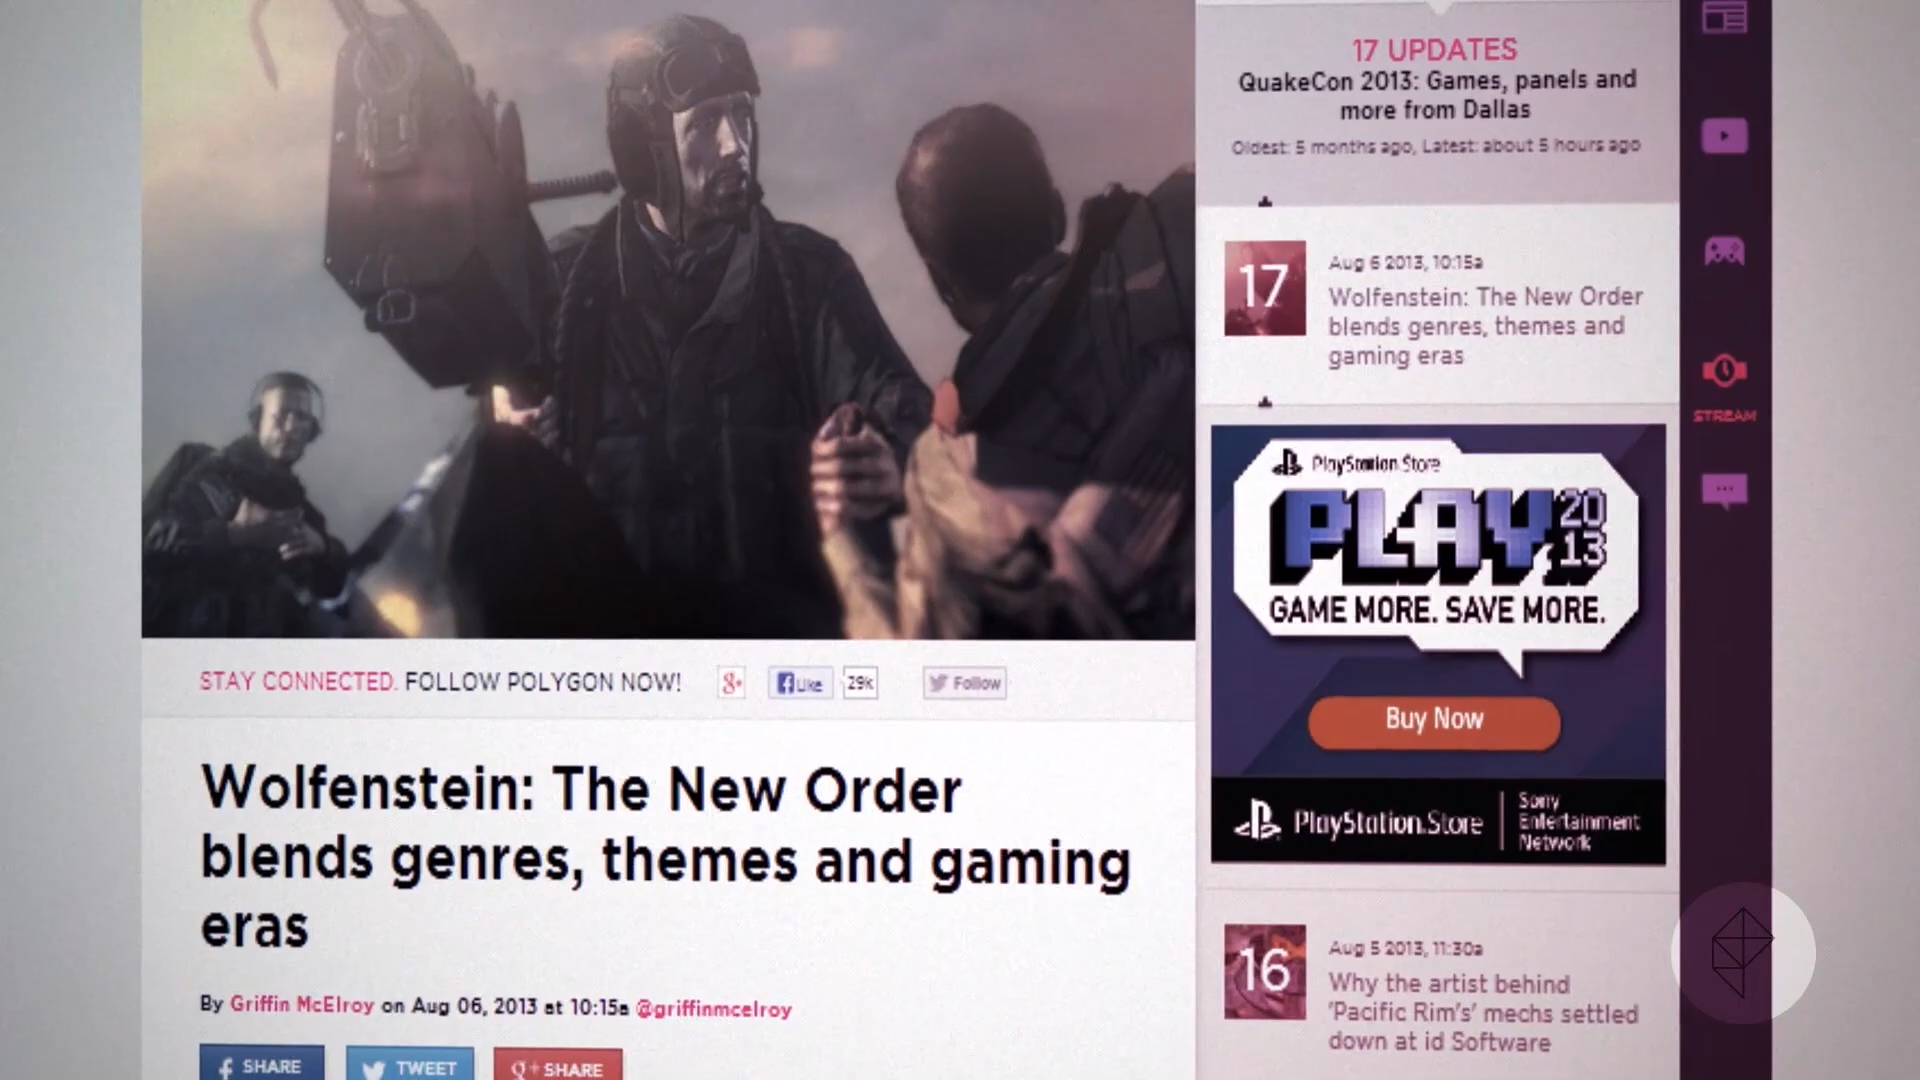 17 UPDATES
QuakeCon 2013: Games, panels and
more from Dallas
Oldest: 5 months ago, Latest: about 5 hours ago
17
Aug 6 2013, 10:15a
Wolfenstein: The New Order
blends genres, themes and
gaming eras
STREAM
PlayStation.Store
PLAY 2013
GAME MORE. SAVE MORE.
Buy Now
PlayStation.Store
Sony
Entertainment
Network
16
Aug 5 2013, 11:30a
Why the artist behind
'Pacific Rim's' mechs settled
down at id Software
STAY CONNECTED. FOLLOW POLYGON NOW!
g+
f Like
29k
Follow
Wolfenstein: The New Order
blends genres, themes and gaming
eras
By Griffin McElroy on Aug 06, 2013 at 10:15a @griffinmcelroy
f SHARE
TWEET
g+ SHARE